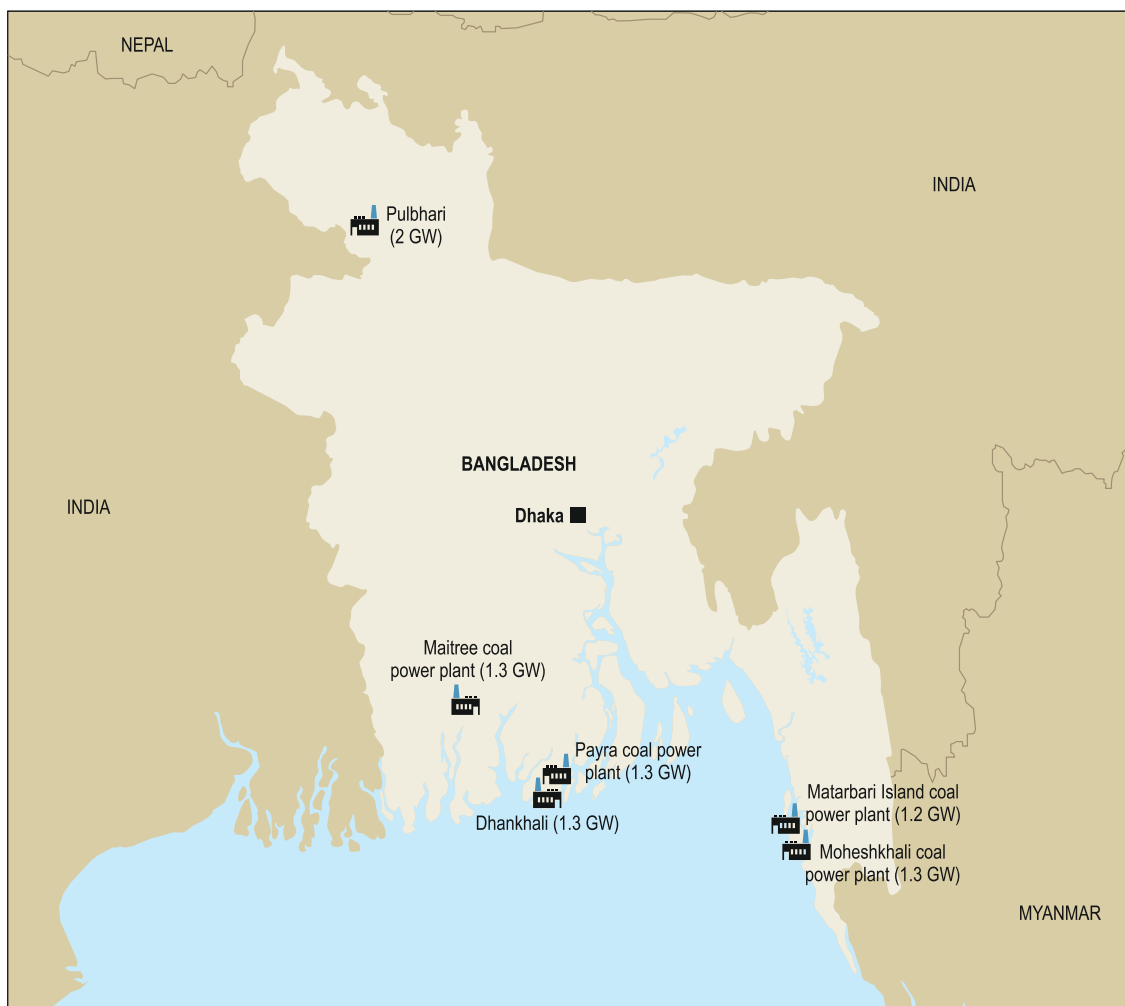 NEPAL
INDIA
Pulbhari
(2 GW)
BANGLADESH
INDIA
Dhaka
Maitree coal
power plant (1.3 GW)
Payra coal power
plant (1.3 GW)
Dhankhali (1.3 GW)
Matarbari Island coal
power plant (1.2 GW)
Moheshkhali coal
power plant (1.3 GW)
MYANMAR